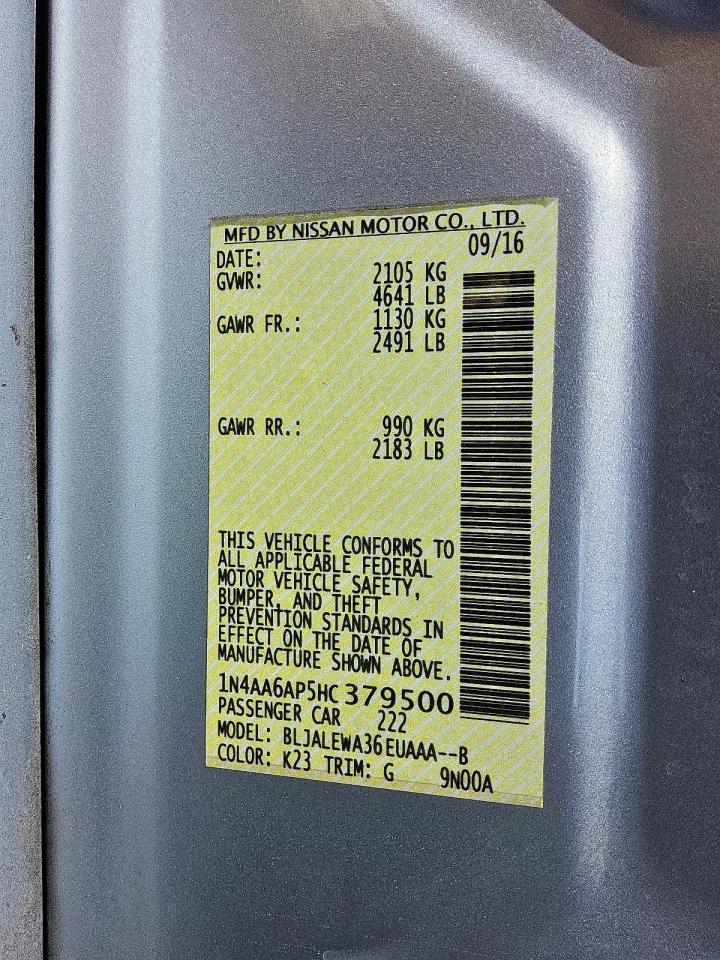 MFD BY NISSAN MOTOR CO., LTD.
DATE: 09/16
GVWR: 2105 KG
4641 LB
GAWR FR.: 1130 KG
2491 LB
GAWR RR.: 990 KG
2183 LB
THIS VEHICLE CONFORMS TO
ALL APPLICABLE FEDERAL
MOTOR VEHICLE SAFETY,
BUMPER, AND THEFT
PREVENTION STANDARDS IN
EFFECT ON THE DATE OF
MANUFACTURE SHOWN ABOVE.
1N4AA6AP5HC 379500
PASSENGER CAR 222
MODEL: BLJALEWA36EUAAA--B
COLOR: K23 TRIM: G 9N00A